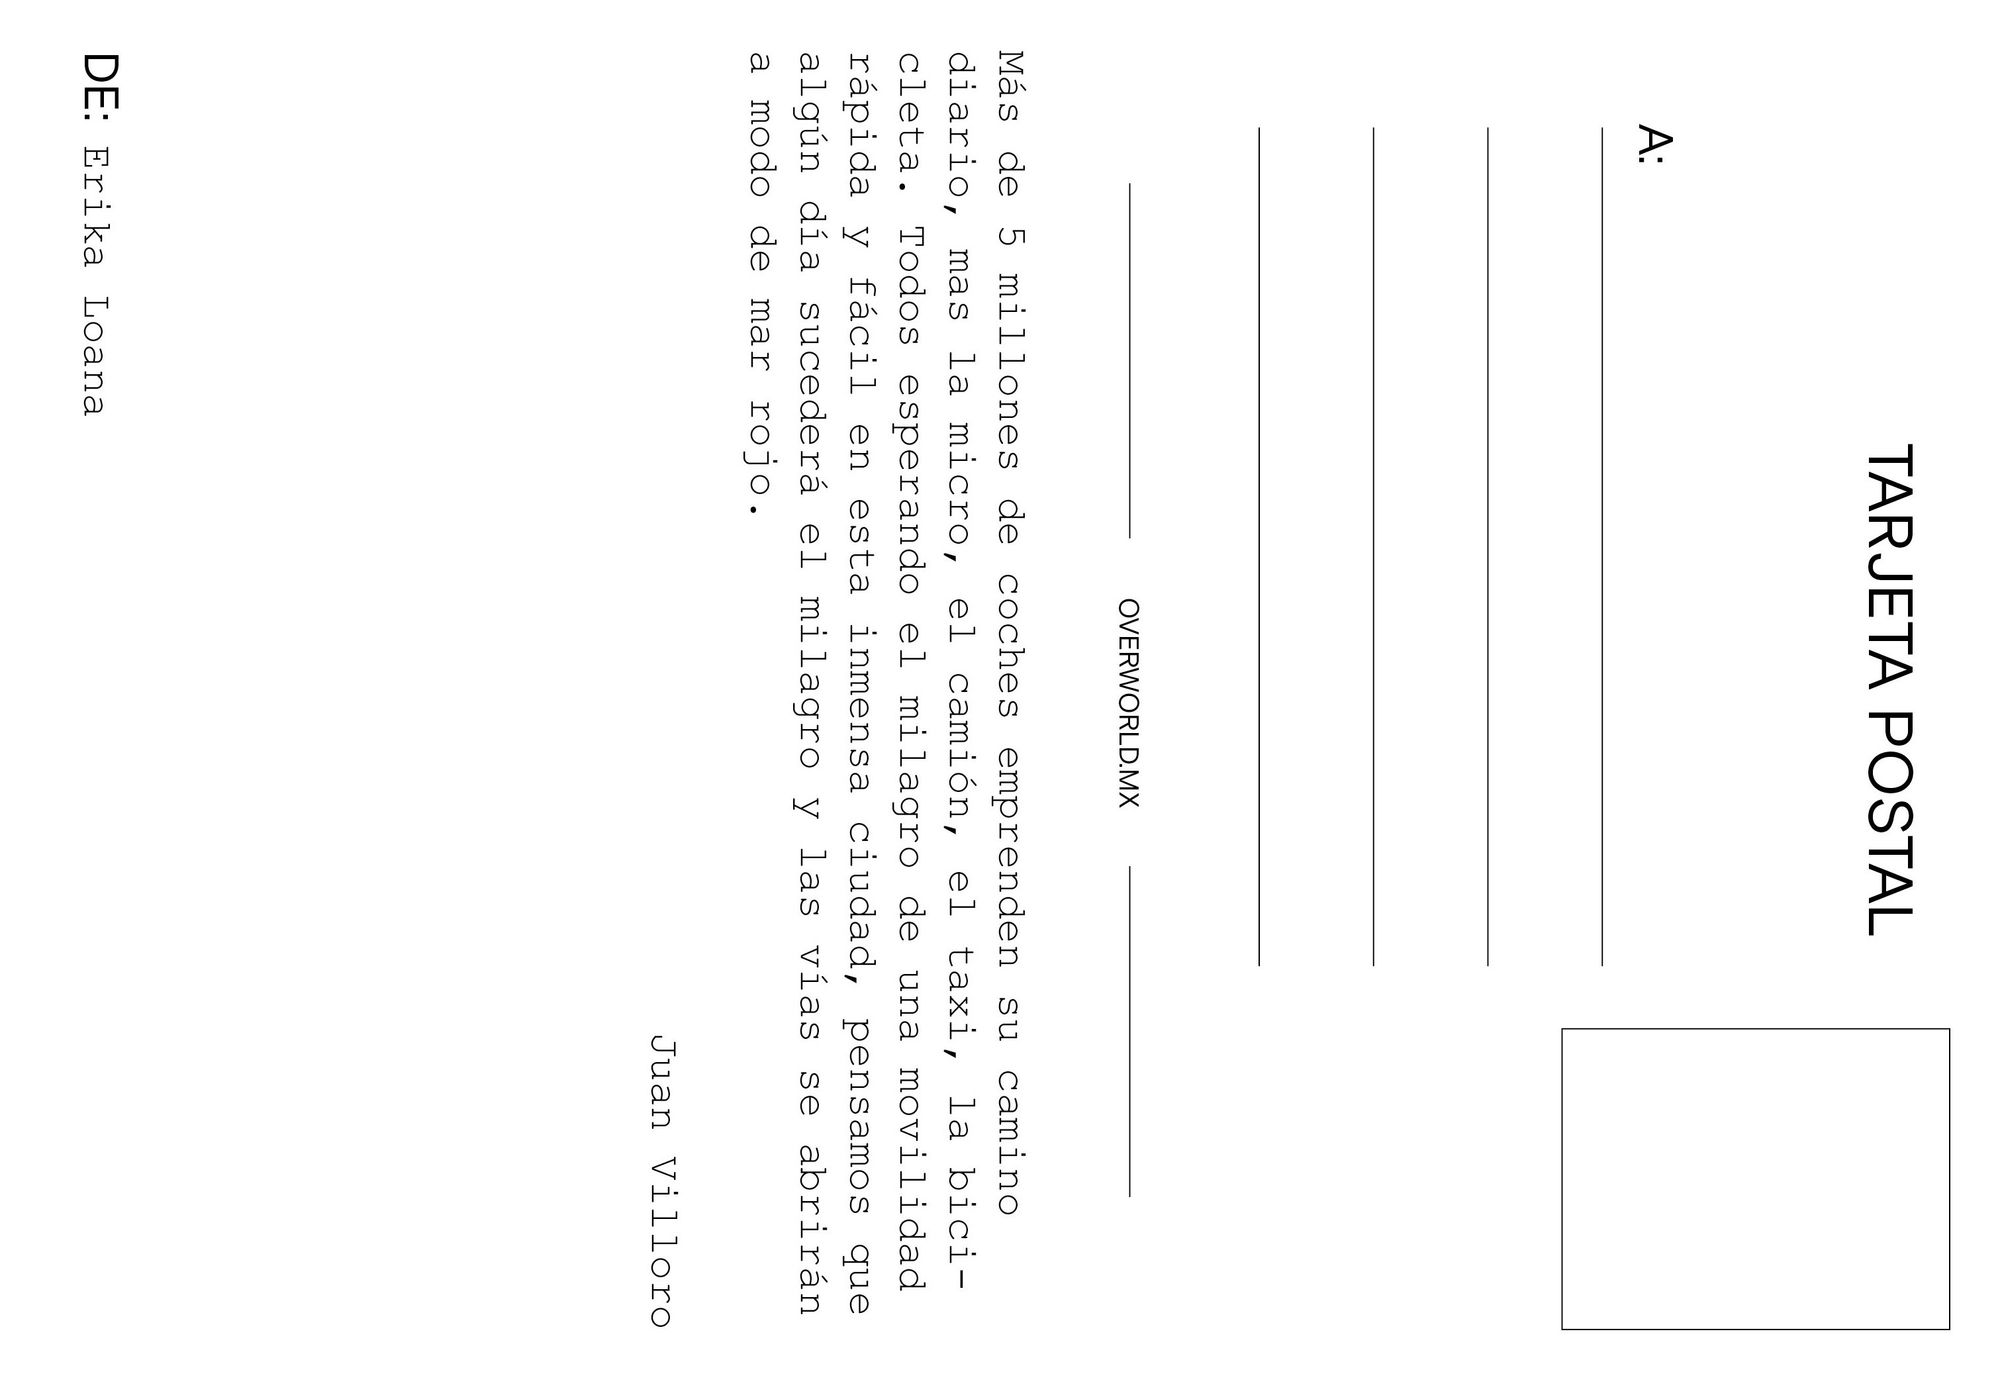 TARJETA POSTAL
A:
OVERWORLD.MX
Más de 5 millones de coches emprenden su camino
diario, mas la micro, el camión, el taxi, la bici-
cleta. Todos esperando el milagro de una movilidad
rápida y fácil en esta inmensa ciudad, pensamos que
algún día sucederá el milagro y las vías se abrirán
a modo de mar rojo.
Juan Villoro
DE: Erika Loana